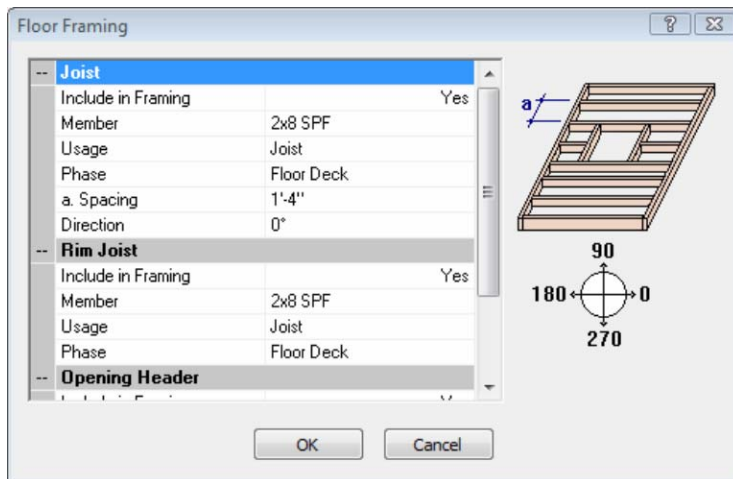 Floor Framing
?
-- Joist
Include in Framing Yes
Member 2x8 SPF
Usage Joist
Phase Floor Deck
a. Spacing 1'-4"
Direction 0°
-- Rim Joist
Include in Framing Yes
Member 2x8 SPF
Usage Joist
Phase Floor Deck
-- Opening Header
a
90
180 0
270
OK Cancel